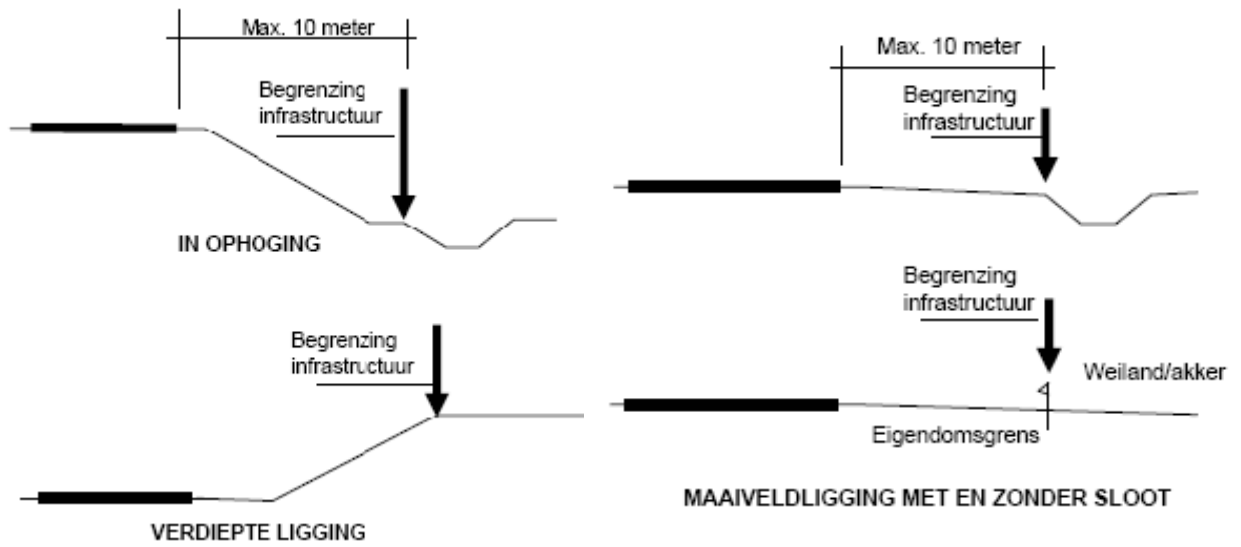 Max. 10 meter
Begrenzing
infrastructuur
IN OPHOGING
Begrenzing
infrastructuur
VERDIEPTE LIGGING
Max. 10 meter
Begrenzing
infrastructuur
Begrenzing
infrastructuur
Weiland/akker
Eigendomsgrens
MAAIVELDLIGGING MET EN ZONDER SLOOT